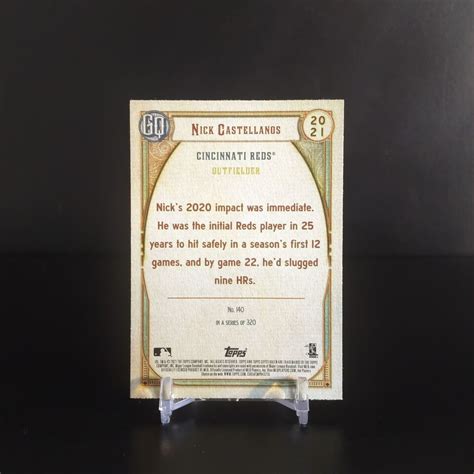 GQ
NICK CASTELLANOS
20
21
CINCINNATI REDS®
OUTFIELDER
Nick's 2020 impact was immediate.
He was the initial Reds player in 25
years to hit safely in a season's first 12
games, and by game 22, he'd slugged
nine HRs.
No. 140
IN A SERIES OF 320
Topps